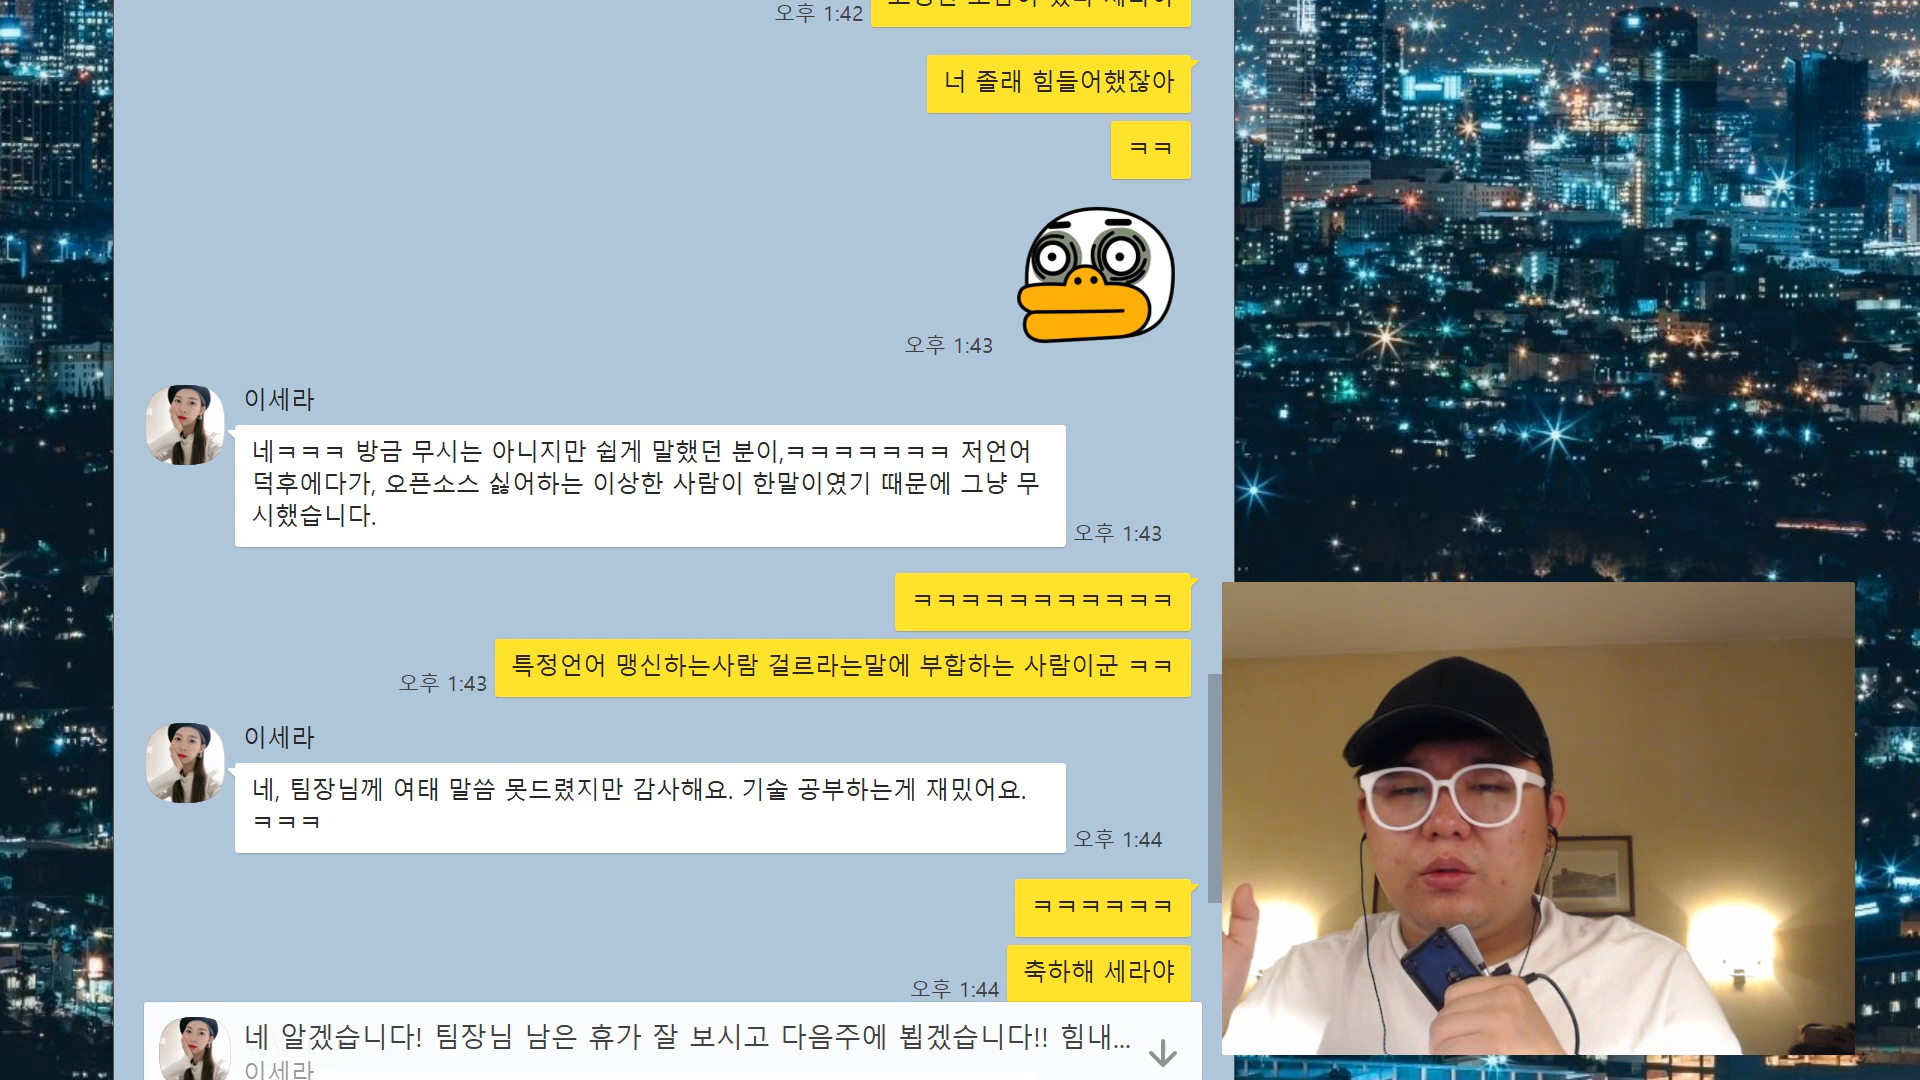 오후 1:42
너 졸래 힘들어했잖아
ㅋㅋ
오후 1:43
이세라
네ㅋㅋㅋ 방금 무시는 아니지만 쉽게 말했던 분이,ㅋㅋㅋㅋㅋㅋㅋ 저언어
덕후에다가, 오픈소스 싫어하는 이상한 사람이 한말이였기 때문에 그냥 무
시했습니다.
오후 1:43
ㅋㅋㅋㅋㅋㅋㅋㅋㅋㅋㅋ
특정언어 맹신하는사람 걸르라는말에 부합하는 사람이군 ㅋㅋ
오후 1:43
이세라
네, 팀장님께 여태 말씀 못드렸지만 감사해요. 기술 공부하는게 재밌어요.
ㅋㅋㅋ
오후 1:44
ㅋㅋㅋㅋㅋㅋ
축하해 세라야
오후 1:44
네 알겠습니다! 팀장님 남은 휴가 잘 보시고 다음주에 뵙겠습니다!! 힘내...
이세라